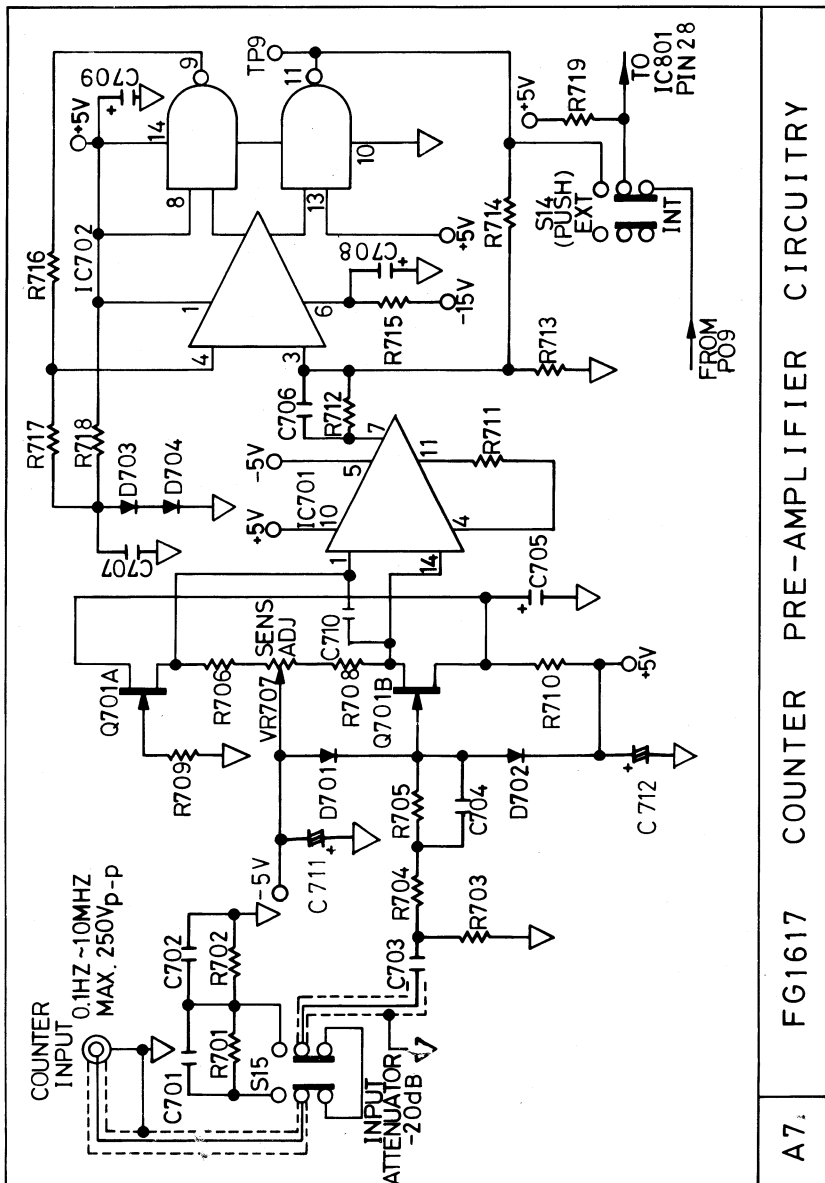 COUNTER
INPUT
0.1HZ ~10MHZ
MAX. 250Vp-p
C701
R701
C702
R702
S15
INPUT
ATTENUATOR
-20dB
C703
R703
R704
R705
C704
-5V
C711
+
D701
D702
C712
+
+5V
R709
Q701A
R706
VR707
SENS
ADJ
R708
Q701B
R710
C705
+
C710
C707
D703
D704
R717
R718
R716
+5V
-5V
IC701
10
5
1
14
4
11
7
R711
C706
R712
R713
R714
4
3
1
6
IC702
R715
-15V
C708
+
+5V
+5V
C709
+
14
8
9
13
11
10
TP9
S14
(PUSH)
EXT
INT
FROM
PO9
+5V
R719
TO
IC801
PIN 28
A7. FG1617 COUNTER PRE-AMPLIFIER CIRCUITRY